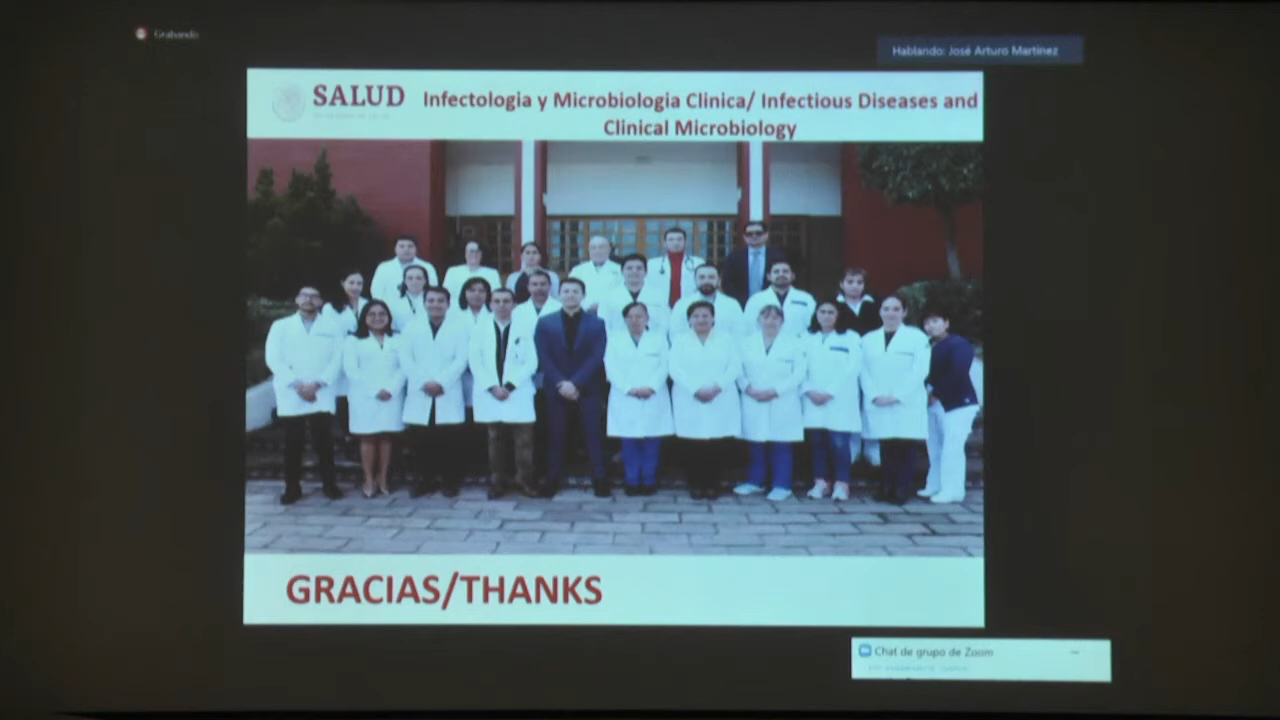 Grabando
Hablando: José Arturo Martínez
SALUD
Infectologia y Microbiologia Clinica/ Infectious Diseases and
Clinical Microbiology
GRACIAS/THANKS
Chat de grupo de Zoom